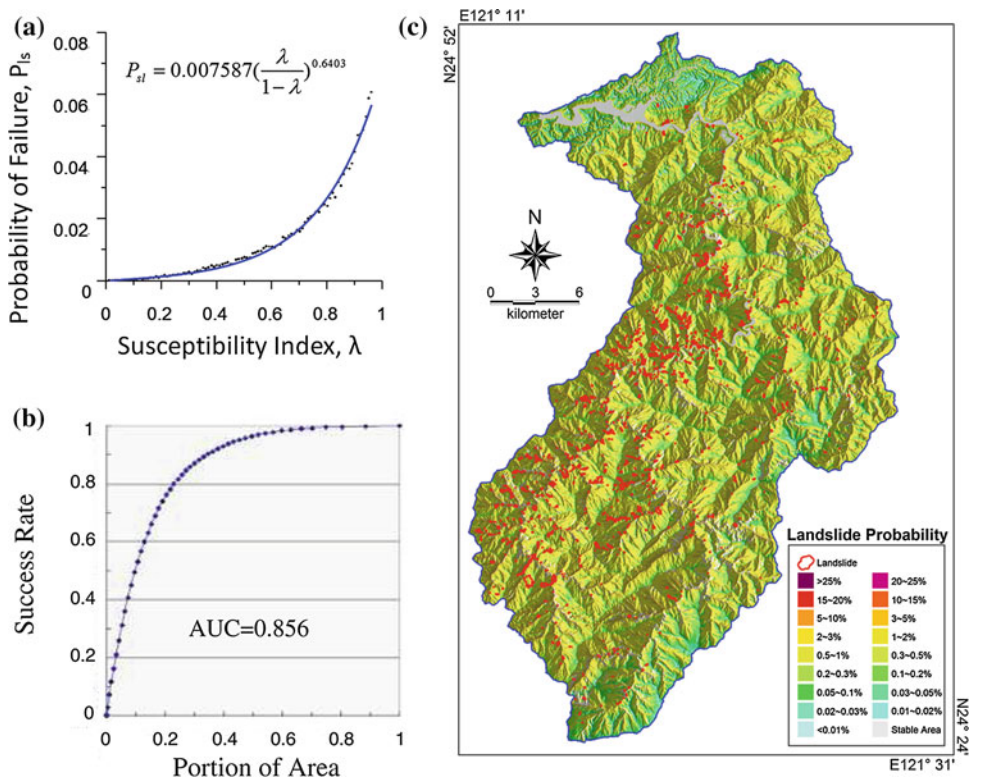 (a)
0.08
0.06
0.04
0.02
0
0
0.2
0.4
0.6
0.8
1
Probability of Failure, Pls
Psl = 0.007587(λ/1−λ)^0.6403
Susceptibility Index, λ
(b)
1
0.8
0.6
0.4
0.2
0
0
0.2
0.4
0.6
0.8
1
Success Rate
AUC=0.856
Portion of Area
(c)
E121° 11'
N24° 52'
N
0 3 6
kilometer
Landslide Probability
Landslide
>25% 20~25%
15~20% 10~15%
5~10% 3~5%
2~3% 1~2%
0.5~1% 0.3~0.5%
0.2~0.3% 0.1~0.2%
0.05~0.1% 0.03~0.05%
0.02~0.03% 0.01~0.02%
<0.01% Stable Area
N24° 24'
E121° 31'